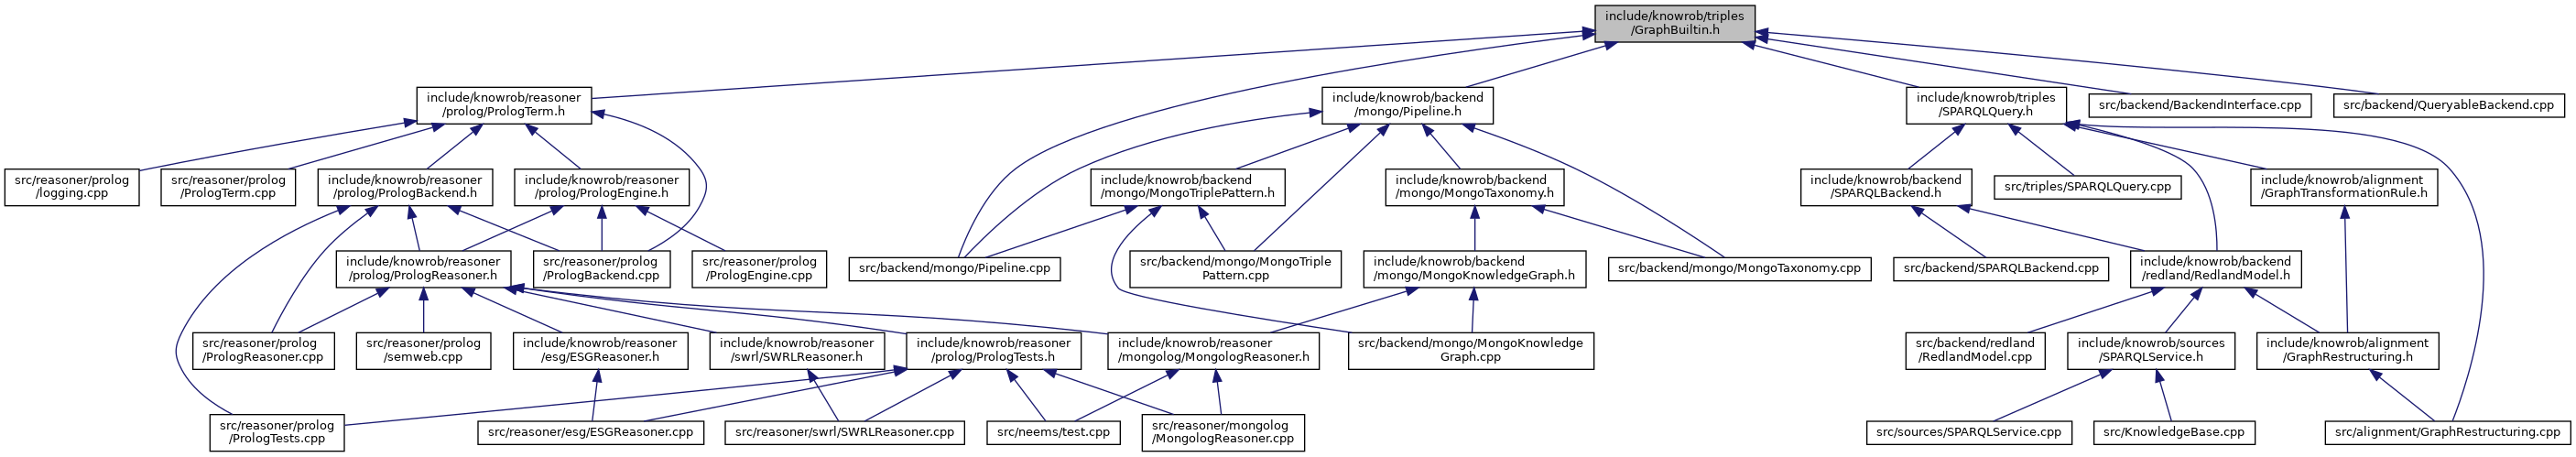 include/knowrob/triples
/GraphBuiltin.h
include/knowrob/reasoner
/prolog/PrologTerm.h
include/knowrob/backend
/mongo/Pipeline.h
include/knowrob/triples
/SPARQLQuery.h
src/backend/BackendInterface.cpp
src/backend/QueryableBackend.cpp
src/reasoner/prolog
/logging.cpp
src/reasoner/prolog
/PrologTerm.cpp
include/knowrob/reasoner
/prolog/PrologBackend.h
include/knowrob/reasoner
/prolog/PrologEngine.h
include/knowrob/backend
/mongo/MongoTriplePattern.h
include/knowrob/backend
/mongo/MongoTaxonomy.h
include/knowrob/backend
/SPARQLBackend.h
src/triples/SPARQLQuery.cpp
include/knowrob/alignment
/GraphTransformationRule.h
include/knowrob/reasoner
/prolog/PrologReasoner.h
src/reasoner/prolog
/PrologBackend.cpp
src/reasoner/prolog
/PrologEngine.cpp
src/backend/mongo/Pipeline.cpp
src/backend/mongo/MongoTriple
Pattern.cpp
include/knowrob/backend
/mongo/MongoKnowledgeGraph.h
src/backend/mongo/MongoTaxonomy.cpp
src/backend/SPARQLBackend.cpp
include/knowrob/backend
/redland/RedlandModel.h
src/reasoner/prolog
/PrologReasoner.cpp
src/reasoner/prolog
/semweb.cpp
include/knowrob/reasoner
/esg/ESGReasoner.h
include/knowrob/reasoner
/swrl/SWRLReasoner.h
include/knowrob/reasoner
/prolog/PrologTests.h
include/knowrob/reasoner
/mongolog/MongologReasoner.h
src/backend/mongo/MongoKnowledge
Graph.cpp
src/backend/redland
/RedlandModel.cpp
include/knowrob/sources
/SPARQLService.h
include/knowrob/alignment
/GraphRestructuring.h
src/reasoner/prolog
/PrologTests.cpp
src/reasoner/esg/ESGReasoner.cpp
src/reasoner/swrl/SWRLReasoner.cpp
src/neems/test.cpp
src/reasoner/mongolog
/MongologReasoner.cpp
src/sources/SPARQLService.cpp
src/KnowledgeBase.cpp
src/alignment/GraphRestructuring.cpp